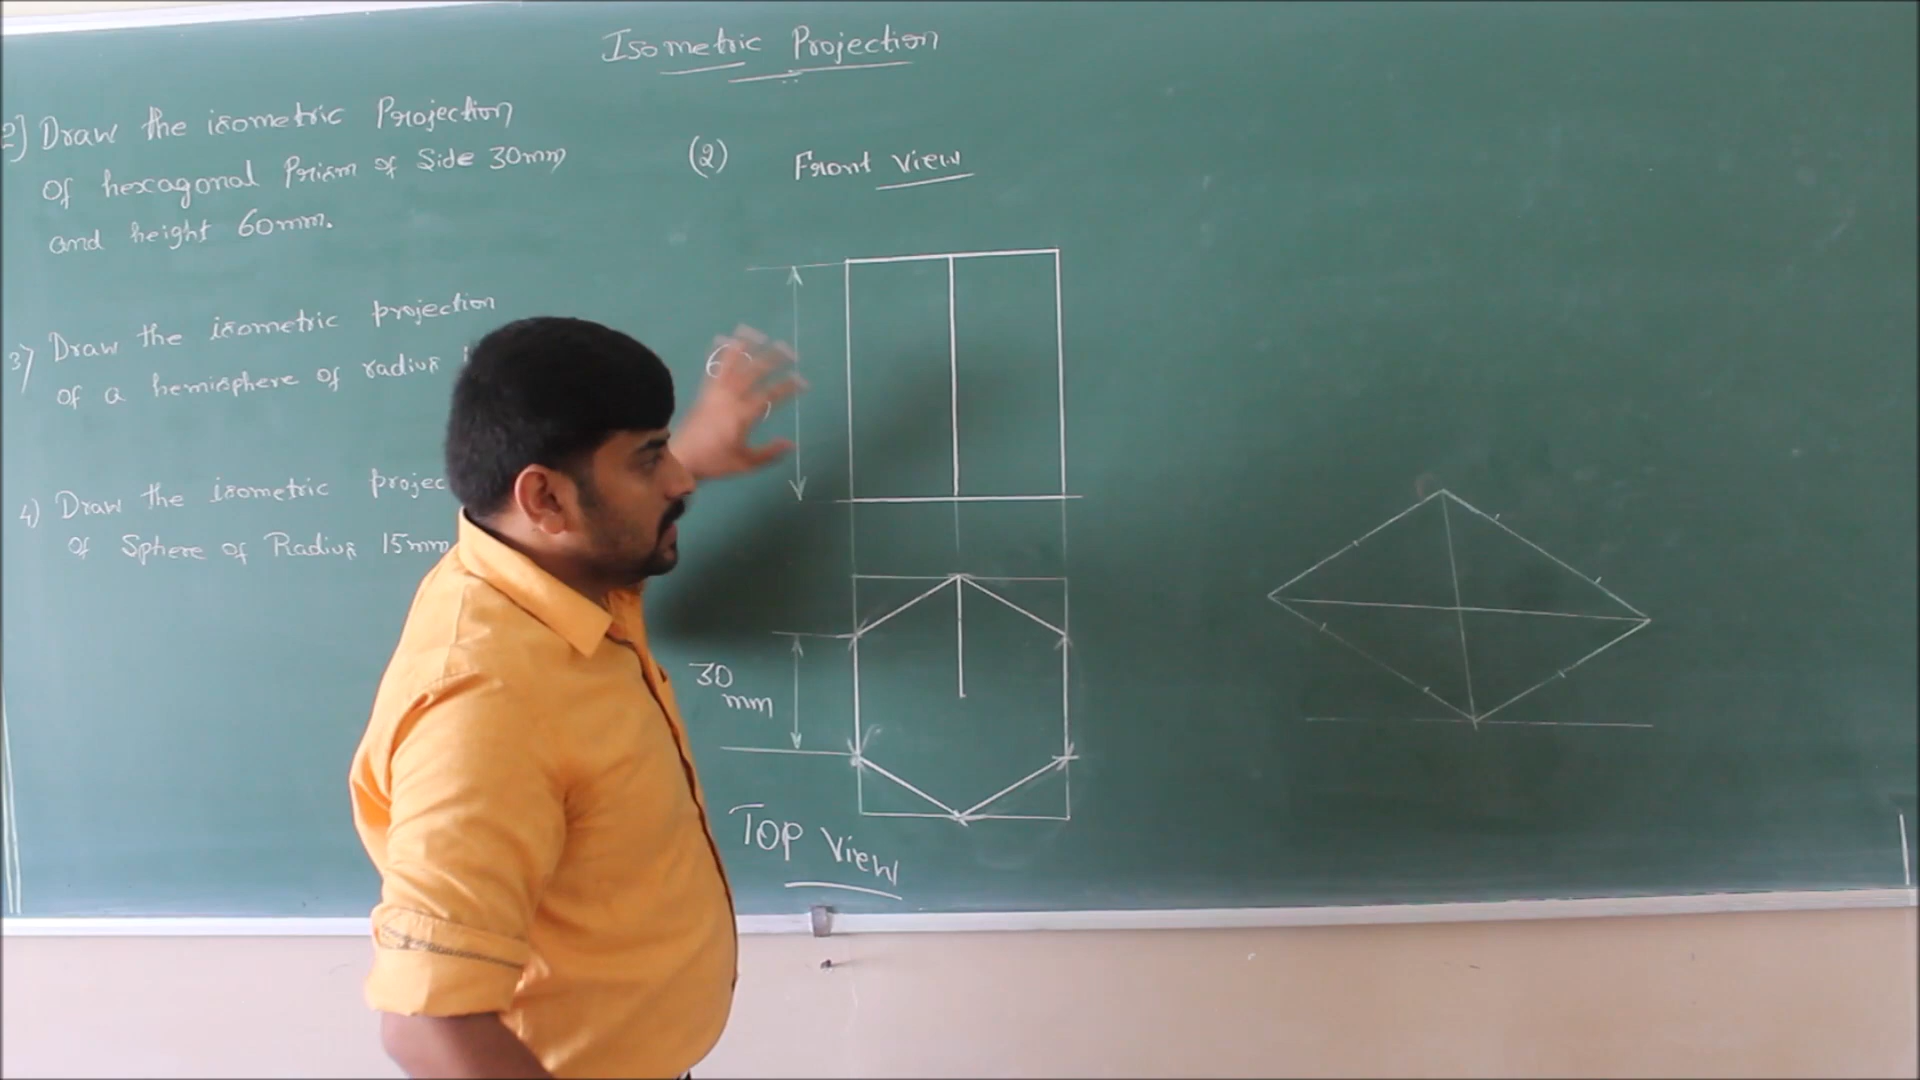 Isometric Projection
2] Draw the isometric Projection
Of hexagonal Prism of Side 30mm
and height 60mm.
3) Draw the isometric projection
of a hemisphere of radius
4) Draw the isometric projec
Of Sphere of Radius 15mm
(2) Front View
30
mm
TOP View